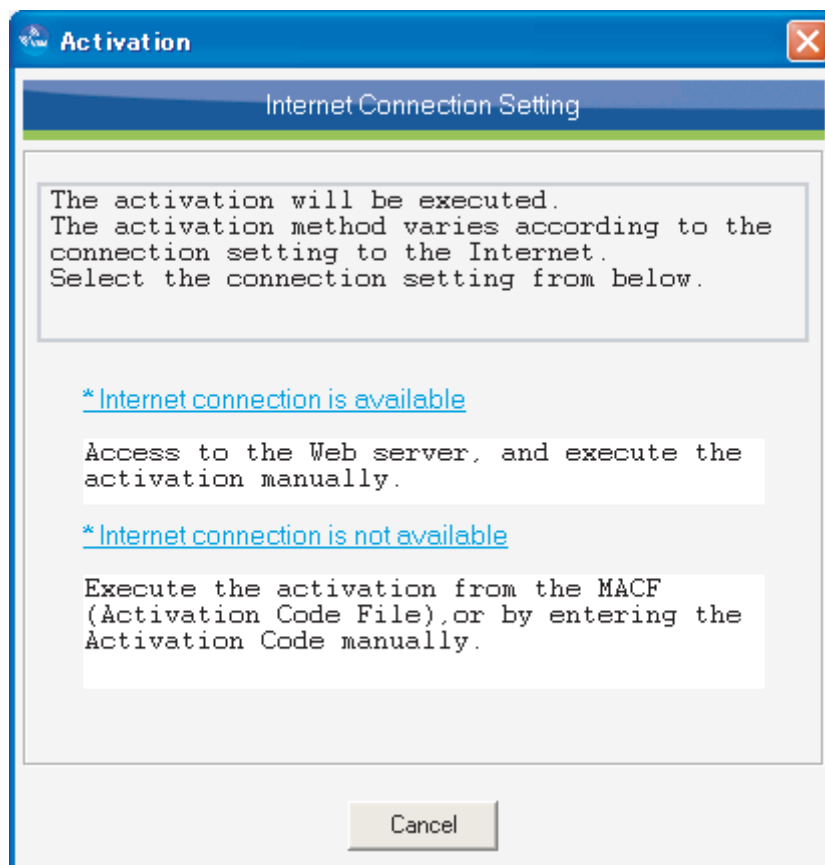 Activation
Internet Connection Setting
The activation will be executed.
The activation method varies according to the
connection setting to the Internet.
Select the connection setting from below.
* Internet connection is available
Access to the Web server, and execute the
activation manually.
* Internet connection is not available
Execute the activation from the MACF
(Activation Code File),or by entering the
Activation Code manually.
Cancel